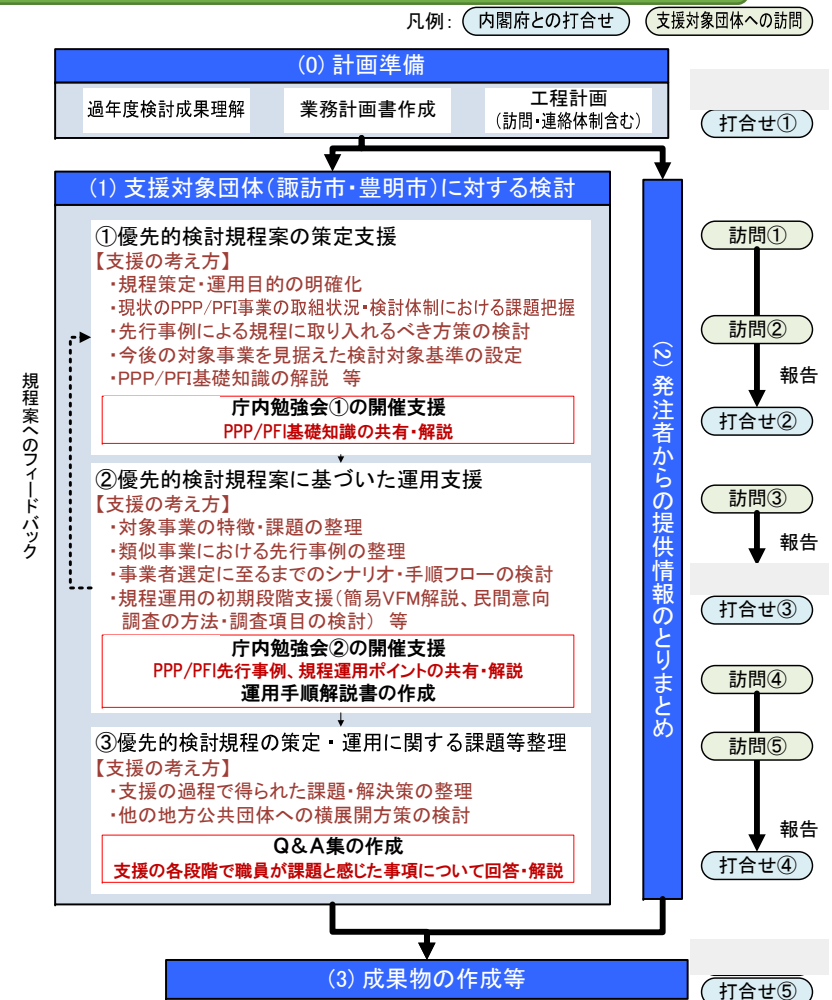 凡例: 内閣府との打合せ 支援対象団体への訪問
(0) 計画準備
過年度検討成果理解
業務計画書作成
工程計画
(訪問・連絡体制含む)
打合せ①
(1) 支援対象団体(諏訪市・豊明市)に対する検討
①優先的検討規程案の策定支援
【支援の考え方】
・規程策定・運用目的の明確化
・現状のPPP/PFI事業の取組状況・検討体制における課題把握
・先行事例による規程に取り入れるべき方策の検討
・今後の対象事業を見据えた検討対象基準の設定
・PPP/PFI基礎知識の解説 等
庁内勉強会①の開催支援
PPP/PFI基礎知識の共有・解説
②優先的検討規程案に基づいた運用支援
【支援の考え方】
・対象事業の特徴・課題の整理
・類似事業における先行事例の整理
・事業者選定に至るまでのシナリオ・手順フローの検討
・規程運用の初期段階支援(簡易VFM解説、民間意向
調査の方法・調査項目の検討) 等
庁内勉強会②の開催支援
PPP/PFI先行事例、規程運用ポイントの共有・解説
運用手順解説書の作成
③優先的検討規程の策定・運用に関する課題等整理
【支援の考え方】
・支援の過程で得られた課題・解決策の整理
・他の地方公共団体への横展開方策の検討
Q&A集の作成
支援の各段階で職員が課題と感じた事項について回答・解説
規程案へのフィードバック
(2) 発注者からの提供情報のとりまとめ
訪問①
訪問②
報告
打合せ②
訪問③
報告
打合せ③
訪問④
訪問⑤
報告
打合せ④
(3) 成果物の作成等
打合せ⑤